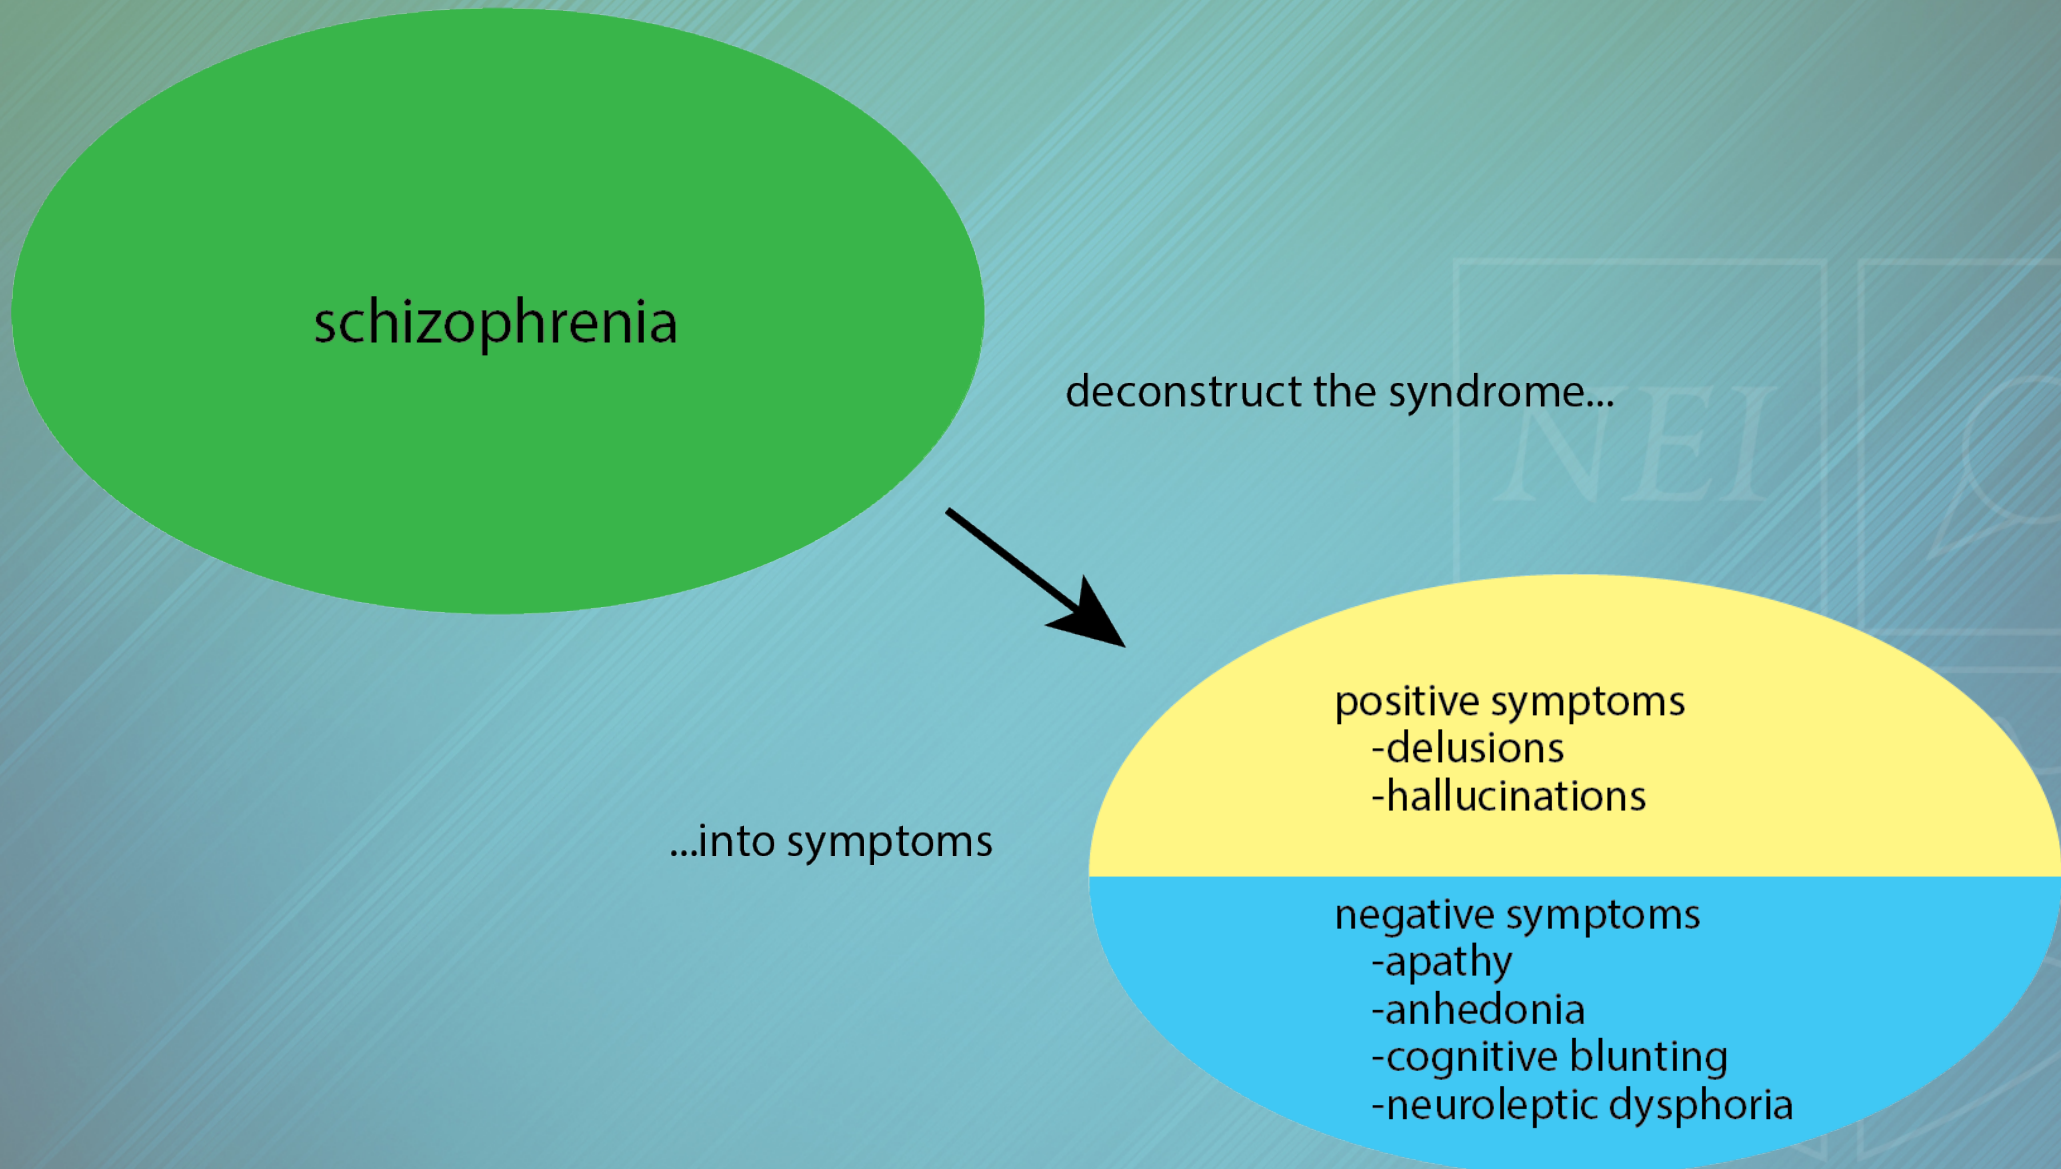 schizophrenia
deconstruct the syndrome...
NEI
...into symptoms
positive symptoms
-delusions
-hallucinations
negative symptoms
-apathy
-anhedonia
-cognitive blunting
-neuroleptic dysphoria